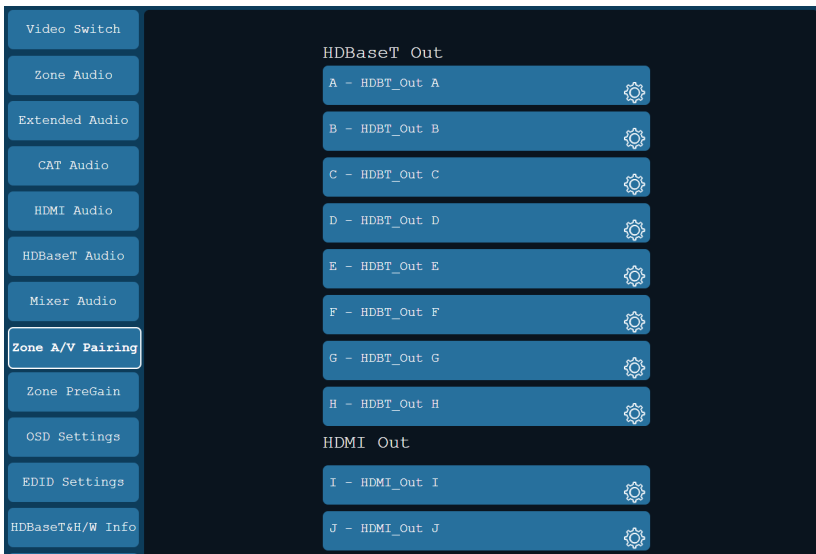 Video Switch
Zone Audio
Extended Audio
CAT Audio
HDMI Audio
HDBaseT Audio
Mixer Audio
Zone A/V Pairing
Zone PreGain
OSD Settings
EDID Settings
HDBaseT&H/W Info
HDBaseT Out
A - HDBT_Out A
B - HDBT_Out B
C - HDBT_Out C
D - HDBT_Out D
E - HDBT_Out E
F - HDBT_Out F
G - HDBT_Out G
H - HDBT_Out H
HDMI Out
I - HDMI_Out I
J - HDMI_Out J